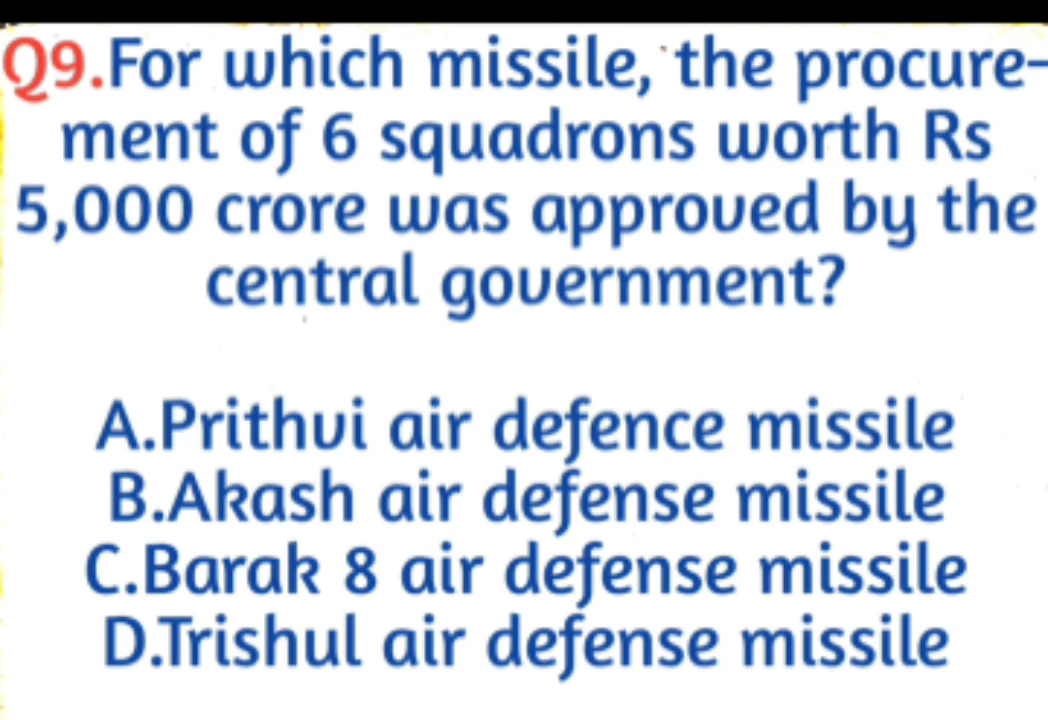 Q9.For which missile, the procure-
ment of 6 squadrons worth Rs
5,000 crore was approved by the
central government?
A.Prithvi air defence missile
B.Akash air defense missile
C.Barak 8 air defense missile
D.Trishul air defense missile